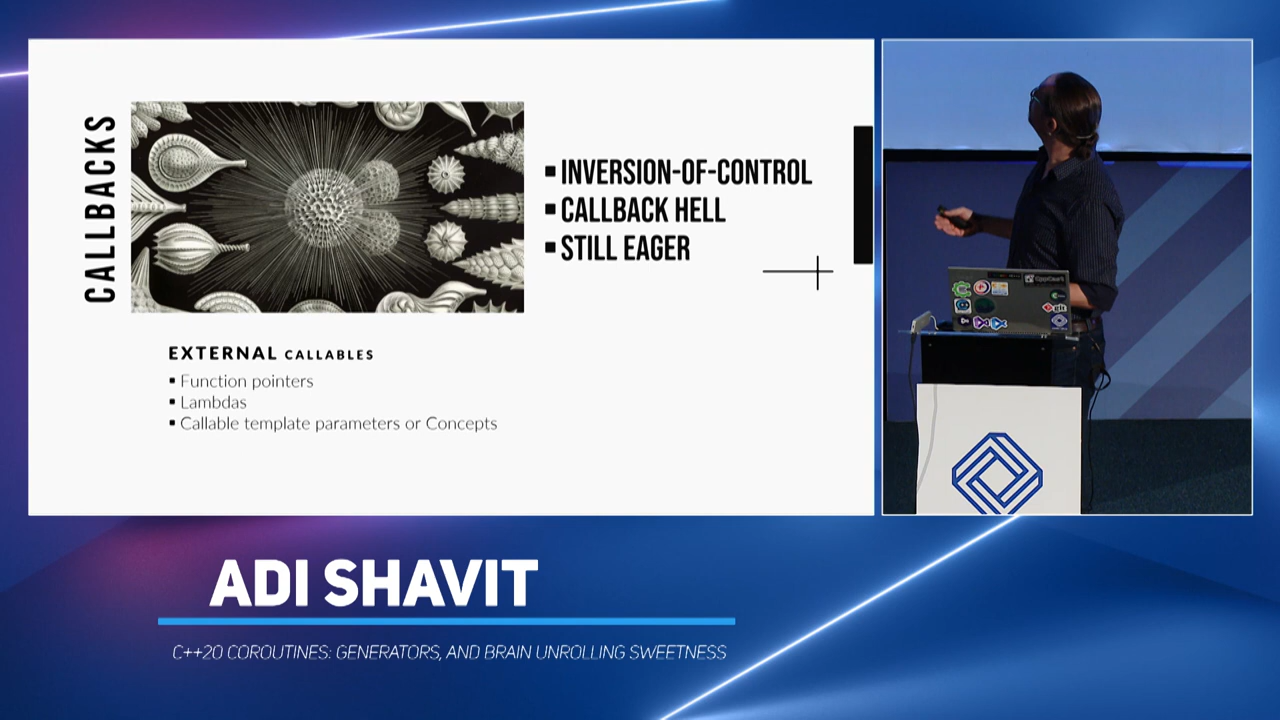 CALLBACKS
▪ INVERSION-OF-CONTROL
▪ CALLBACK HELL
▪ STILL EAGER
EXTERNAL CALLABLES
▪ Function pointers
▪ Lambdas
▪ Callable template parameters or Concepts
git
ADI SHAVIT
C++20 COROUTINES: GENERATORS, AND BRAIN UNROLLING SWEETNESS